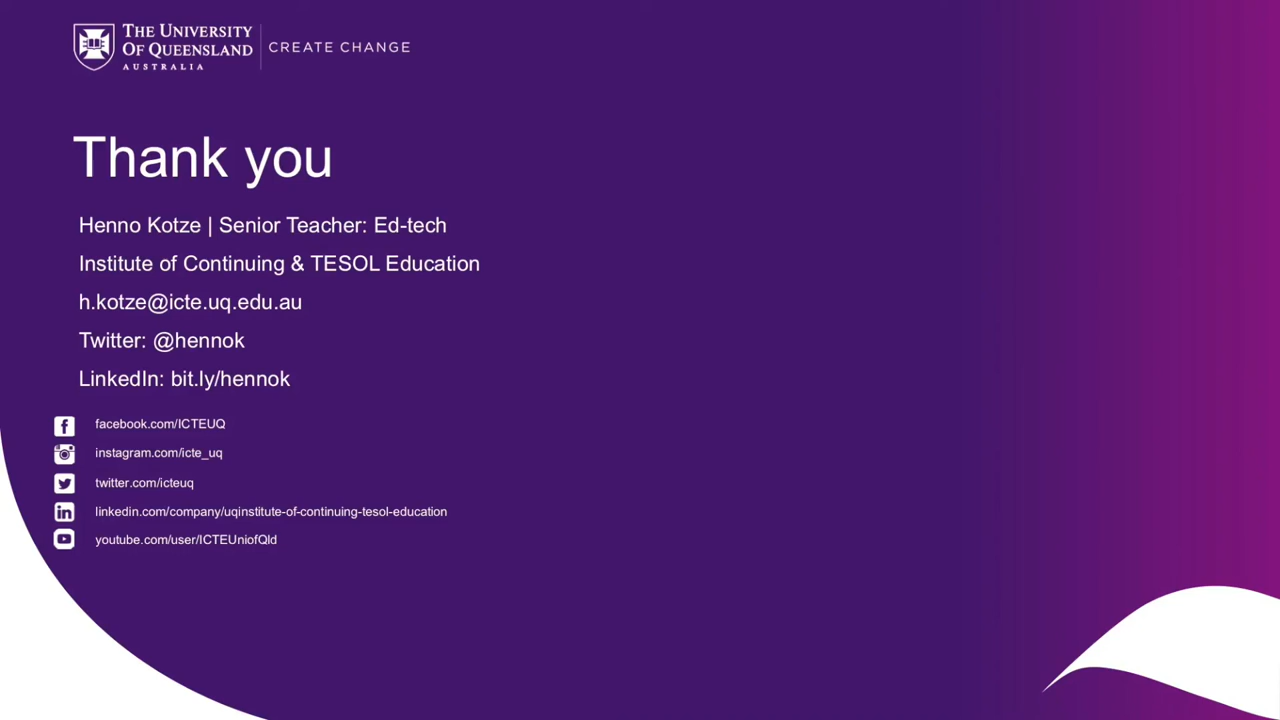 THE UNIVERSITY
OF QUEENSLAND
AUSTRALIA
CREATE CHANGE
Thank you
Henno Kotze | Senior Teacher: Ed-tech
Institute of Continuing & TESOL Education
h.kotze@icte.uq.edu.au
Twitter: @hennok
LinkedIn: bit.ly/hennok
facebook.com/ICTEUQ
instagram.com/icte_uq
twitter.com/icteuq
linkedin.com/company/uqinstitute-of-continuing-tesol-education
youtube.com/user/ICTEUniofQld